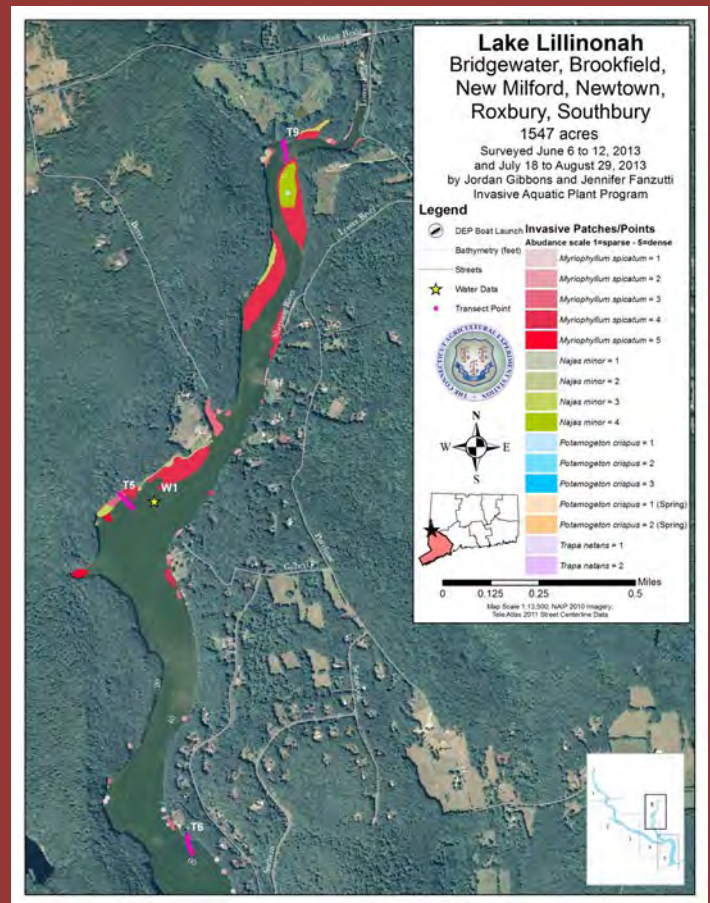 Lake Lillinonah
Bridgewater, Brookfield,
New Milford, Newtown,
Roxbury, Southbury
1547 acres
Surveyed June 6 to 12, 2013
and July 18 to August 29, 2013
by Jordan Gibbons and Jennifer Fanzutti
Invasive Aquatic Plant Program
Legend
DEP Boat Launch
Bathymetry (feet)
Streets
Water Data
Transect Point
Invasive Patches/Points
Abudance scale 1=sparse - 5=dense
Myriophyllum spicatum = 1
Myriophyllum spicatum = 2
Myriophyllum spicatum = 3
Myriophyllum spicatum = 4
Myriophyllum spicatum = 5
Najas minor = 1
Najas minor = 2
Najas minor = 3
Najas minor = 4
Potamogeton crispus = 1
Potamogeton crispus = 2
Potamogeton crispus = 3
Potamogeton crispus = 1 (Spring)
Potamogeton crispus = 2 (Spring)
Trapa natans = 1
Trapa natans = 2
THE CONNECTICUT AGRICULTURAL EXPERIMENT STATION
N
W E
S
Miles
0 0.125 0.25 0.5
Map Scale 1:13,500; NAIP 2010 Imagery;
Tele Atlas 2011 Street Centerline Data
T9
T5
W1
T6